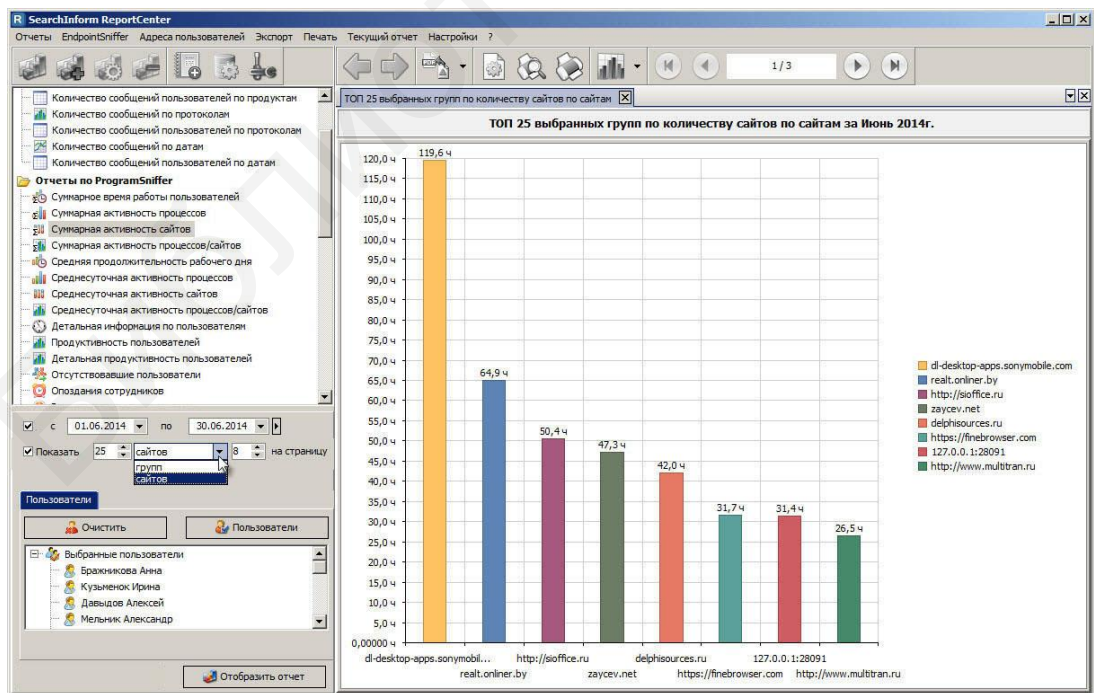 SearchInform ReportCenter
Отчеты EndpointSniffer Адреса пользователей Экспорт Печать Текущий отчет Настройки ?
1/3
Количество сообщений пользователей по продуктам
Количество сообщений по протоколам
Количество сообщений пользователей по протоколам
Количество сообщений по датам
Количество сообщений пользователей по датам
Отчеты по ProgramSniffer
Суммарное время работы пользователей
Суммарная активность процессов
Суммарная активность сайтов
Суммарная активность процессов/сайтов
Средняя продолжительность рабочего дня
Среднесуточная активность процессов
Среднесуточная активность сайтов
Среднесуточная активность процессов/сайтов
Детальная информация по пользователям
Продуктивность пользователей
Детальная продуктивность пользователей
Отсутствовавшие пользователи
Опоздания сотрудников
с 01.06.2014 по 30.06.2014
Показать 25 сайтов 8 на страницу
групп
сайтов
Пользователи
Очистить Пользователи
Выбранные пользователи
Бражникова Анна
Кузьменок Ирина
Давыдов Алексей
Мельник Александр
Отобразить отчет
ТОП 25 выбранных групп по количеству сайтов по сайтам
ТОП 25 выбранных групп по количеству сайтов по сайтам за Июнь 2014г.
120,0 ч
115,0 ч
110,0 ч
105,0 ч
100,0 ч
95,0 ч
90,0 ч
85,0 ч
80,0 ч
75,0 ч
70,0 ч
65,0 ч
60,0 ч
55,0 ч
50,0 ч
45,0 ч
40,0 ч
35,0 ч
30,0 ч
25,0 ч
20,0 ч
15,0 ч
10,0 ч
5,0 ч
0,00000 ч
119,6 ч
64,9 ч
50,4 ч
47,3 ч
42,0 ч
31,7 ч
31,4 ч
26,5 ч
dl-desktop-apps.sonymobil... http://sioffice.ru delphisources.ru 127.0.0.1:28091
realt.onliner.by zaycev.net https://finebrowser.com http://www.multitran.ru
dl-desktop-apps.sonymobile.com
realt.onliner.by
http://sioffice.ru
zaycev.net
delphisources.ru
https://finebrowser.com
127.0.0.1:28091
http://www.multitran.ru